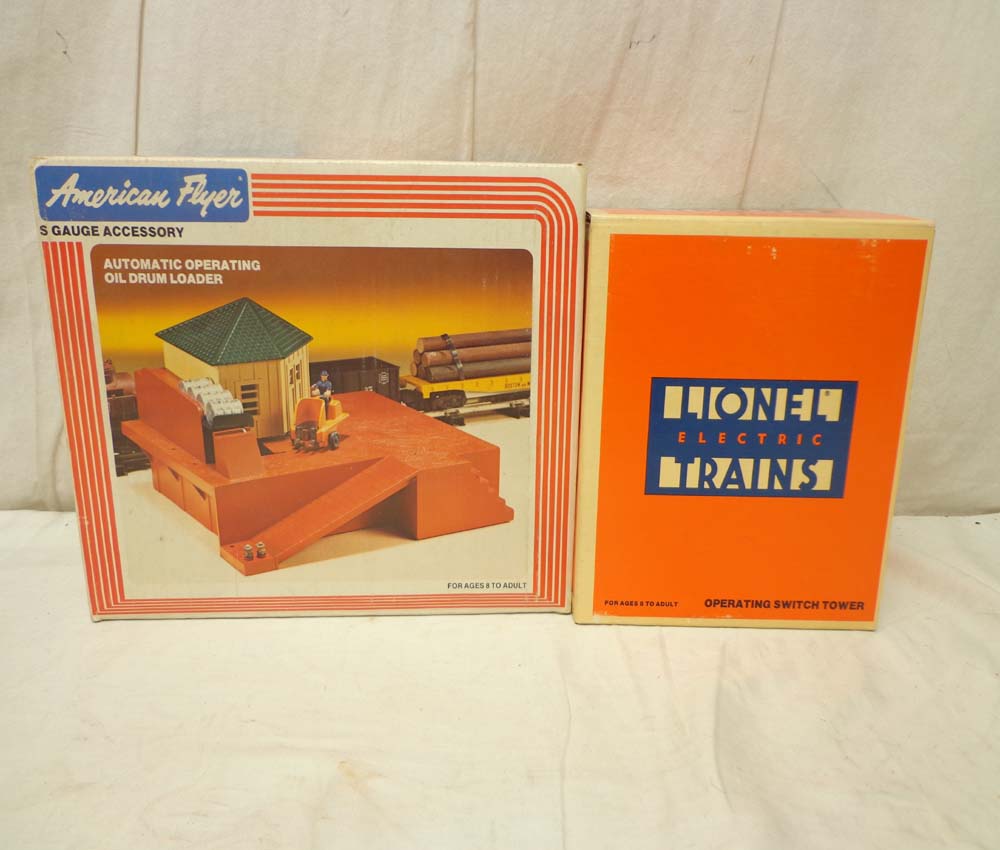 American Flyer
S GAUGE ACCESSORY
AUTOMATIC OPERATING
OIL DRUM LOADER
FOR AGES 8 TO ADULT
LIONEL
ELECTRIC
TRAINS
FOR AGES 8 TO ADULT
OPERATING SWITCH TOWER